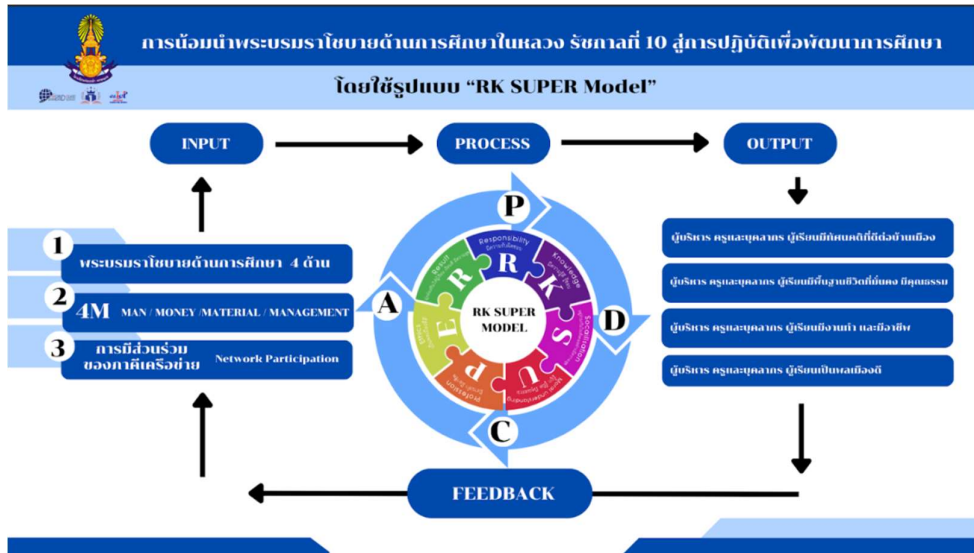 การน้อมนำพระบรมราโชบายด้านการศึกษาในหลวง รัชกาลที่ 10 สู่การปฏิบัติเพื่อพัฒนาการศึกษา
โดยใช้รูปแบบ “RK SUPER Model”
INPUT
PROCESS
OUTPUT
1
พระบรมราโชบายด้านการศึกษา 4 ด้าน
2
4M MAN / MONEY /MATERIAL / MANAGEMENT
3
การมีส่วนร่วม
ของภาคีเครือข่าย
Network Participation
P
D
C
A
Responsibility
R
Knowledge
K
Socialination
S
Moral Understanding
U
Profession
P
E
Result
R
RK SUPER
MODEL
ผู้บริหาร ครูและบุคลากร ผู้เรียนมีทัศนคติที่ดีต่อบ้านเมือง
ผู้บริหาร ครูและบุคลากร ผู้เรียนมีพื้นฐานชีวิตที่มั่นคง มีคุณธรรม
ผู้บริหาร ครูและบุคลากร ผู้เรียนมีงานทำ และมีอาชีพ
ผู้บริหาร ครูและบุคลากร ผู้เรียนเป็นพลเมืองดี
FEEDBACK